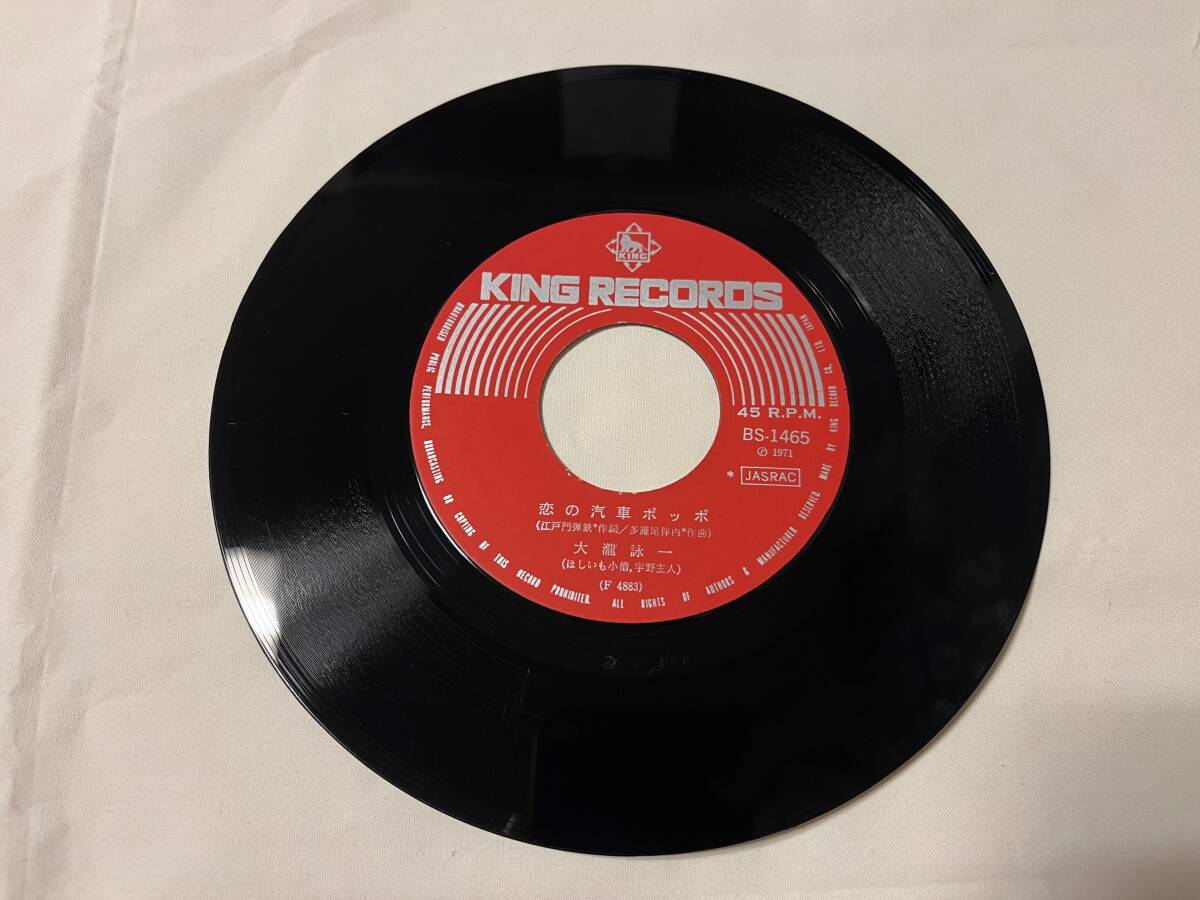 KING
KING RECORDS
45 R.P.M.
BS-1465
Ⓟ 1971
* JASRAC
恋の汽車ポッポ
(江戸門弾鉄*作詞/多羅尾伴内*作曲)
大瀧詠一
(ほしいも小僧,宇野主人)
(F 4883)
UNAUTHORISED PUBLIC PERFORMANCE, BROADCASTING OR COPYING OF THIS RECORD PROHIBITED. ALL RIGHTS OF AUTHORS & MANUFACTURER RESERVED. MADE BY KING RECORD CO., LTD. JAPAN